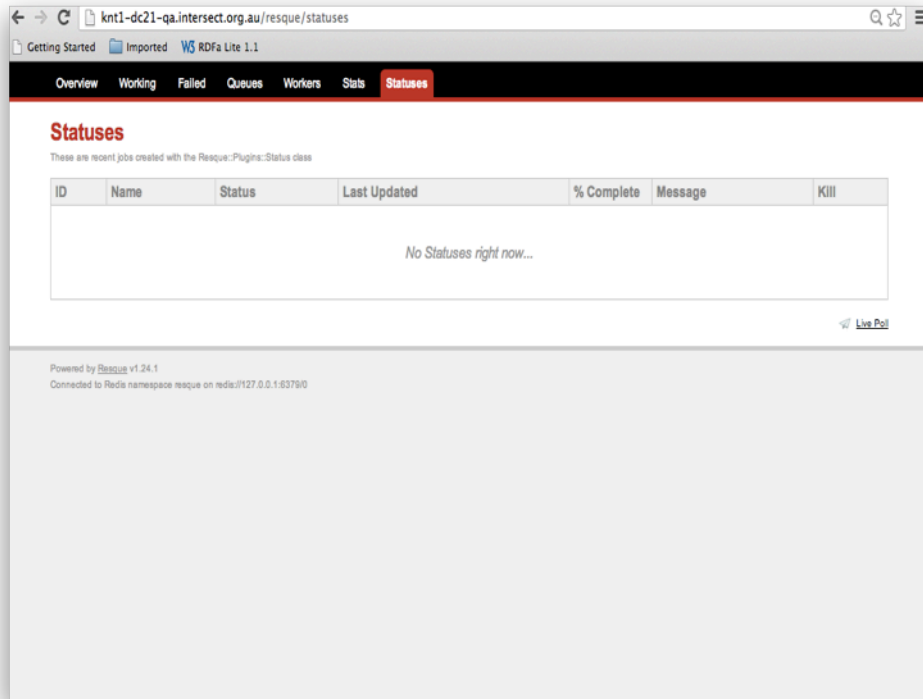 knt1-dc21-qa.intersect.org.au/resque/statuses
Getting Started Imported W3 RDFa Lite 1.1
Overview Working Failed Queues Workers Stats Statuses
Statuses
These are recent jobs created with the Resque::Plugins::Status class
ID Name Status Last Updated % Complete Message Kill
No Statuses right now...
Live Poll
Powered by Resque v1.24.1
Connected to Redis namespace resque on redis://127.0.0.1:6379/0